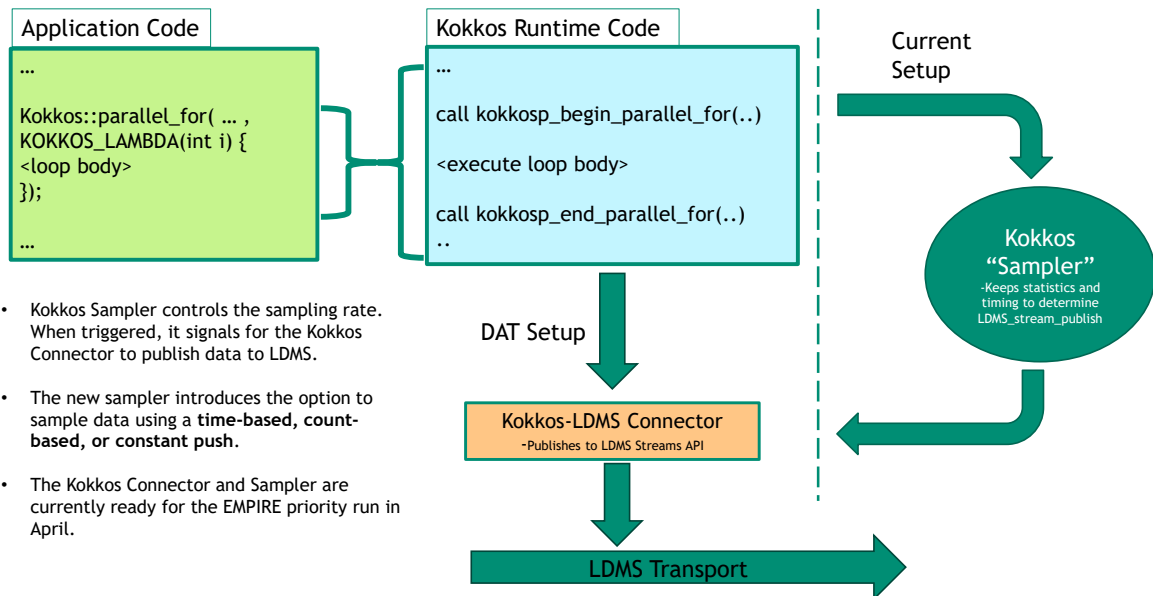 Application Code
…
Kokkos::parallel_for( … ,
KOKKOS_LAMBDA(int i) {
<loop body>
});
…
Kokkos Runtime Code
…
call kokkosp_begin_parallel_for(..)
<execute loop body>
call kokkosp_end_parallel_for(..)
..
Current
Setup
Kokkos
“Sampler”
-Keeps statistics and
timing to determine
LDMS_stream_publish
• Kokkos Sampler controls the sampling rate.
When triggered, it signals for the Kokkos
Connector to publish data to LDMS.
• The new sampler introduces the option to
sample data using a time-based, count-
based, or constant push.
• The Kokkos Connector and Sampler are
currently ready for the EMPIRE priority run in
April.
DAT Setup
Kokkos-LDMS Connector
-Publishes to LDMS Streams API
LDMS Transport